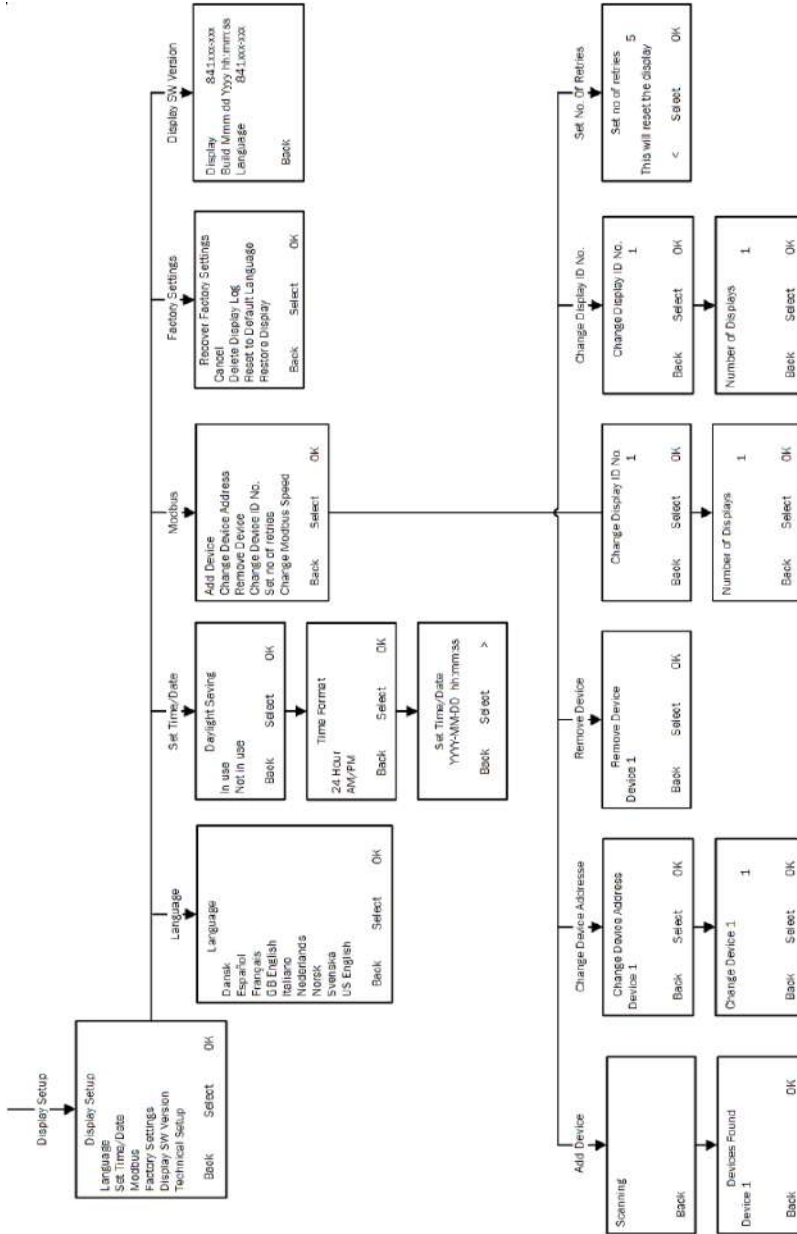 Display Setup
Display Setup
Language
Set Time/Date
Modbus
Factory Settings
Display SW Version
Technical Setup
Back Select OK
Language
Language
Dansk
Español
Français
GB English
Italiano
Nederlands
Norsk
Svenska
US English
Back Select OK
Set Time/Date
Daylight Saving
In use
Not in use
Back Select OK
Time Format
24 Hour
AM/PM
Back Select OK
Set Time/Date
YYYY-MM-DD hh:mm:ss
Back Select >
Modbus
Add Device
Change Device Address
Remove Device
Change Device ID No.
Set no of retries
Change Modbus Speed
Back Select OK
Factory Settings
Recover Factory Settings
Cancel
Delete Display Log
Reset to Default Language
Restore Display
Back Select OK
Display SW Version
Display 841xxx-xxx
Build Mmm dd Yyyy hh:mm:ss
Language 841xxx-xxx
Back
Add Device
Scanning
Back
Devices Found
Device 1
Back OK
Change Device Addresse
Change Device Address
Device 1
Back Select OK
Change Device 1 1
Back Select OK
Remove Device
Remove Device
Device 1
Back Select OK
Change Display ID No.
1
Back Select OK
Number of Displays
1
Back Select OK
Change Display ID No.
Change Display ID No.
1
Back Select OK
Number of Displays
1
Back Select OK
Set No. Of Retries
Set no of retries 5
This will reset the display
< Select OK